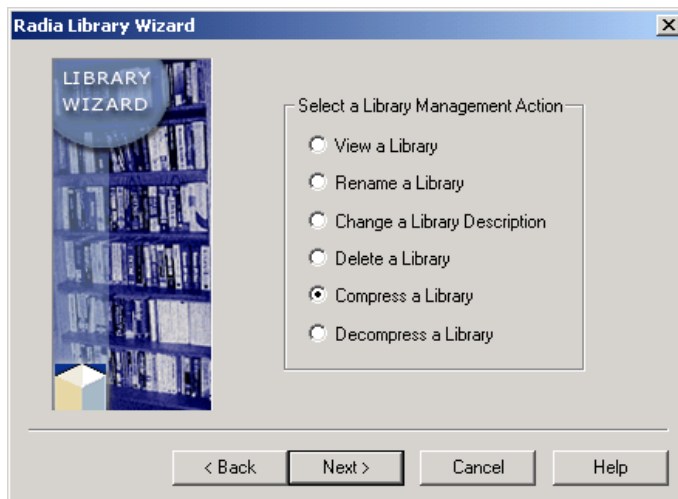 Radia Library Wizard
LIBRARY
WIZARD
Select a Library Management Action
View a Library
Rename a Library
Change a Library Description
Delete a Library
Compress a Library
Decompress a Library
< Back
Next >
Cancel
Help